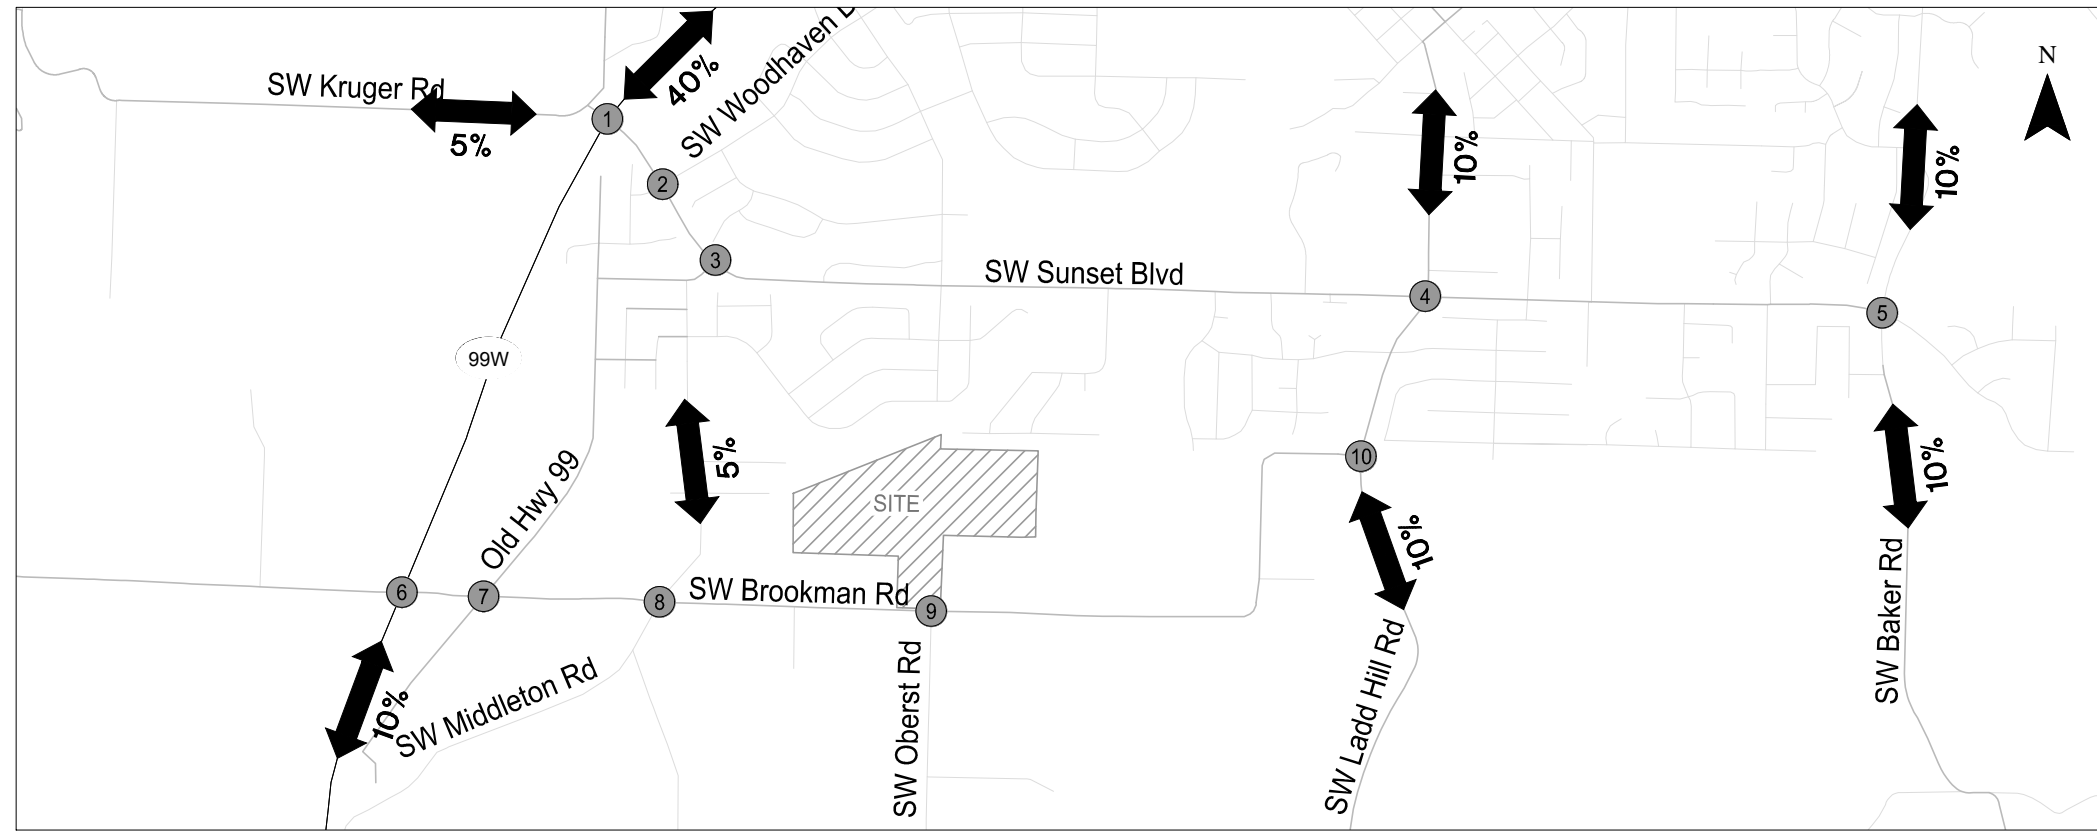 SW Woodhaven D
40%
N
SW Kruger Rd
5%
1
10%
10%
2
3
SW Sunset Blvd
4
5
99W
5%
Old Hwy 99
10
10%
SITE
10%
6
7
8
SW Brookman Rd
9
SW Baker Rd
10%
SW Middleton Rd
SW Oberst Rd
SW Ladd Hill Rd